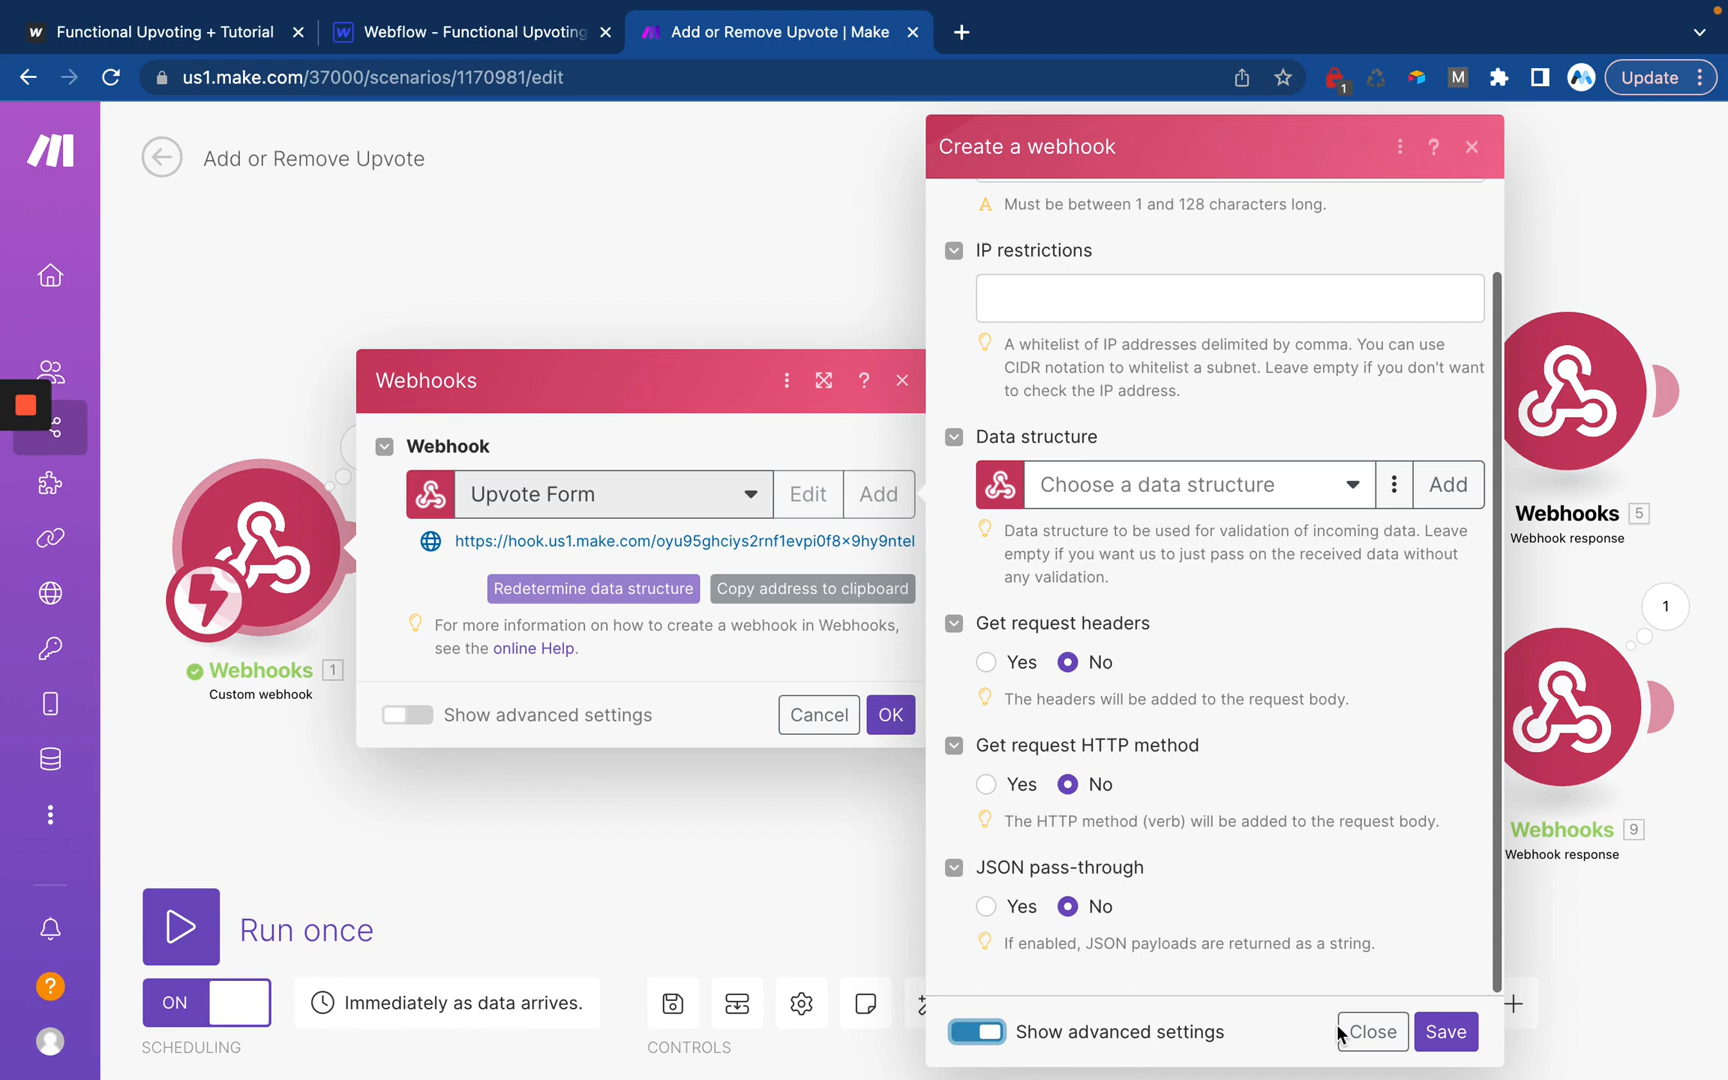 Functional Upvoting + Tutorial
Webflow - Functional Upvoting
Add or Remove Upvote | Make
us1.make.com/37000/scenarios/1170981/edit
1
M
Update
Add or Remove Upvote
Create a webhook
?
Must be between 1 and 128 characters long.
IP restrictions
A whitelist of IP addresses delimited by comma. You can use
CIDR notation to whitelist a subnet. Leave empty if you don't want
to check the IP address.
Data structure
Choose a data structure
Add
Data structure to be used for validation of incoming data. Leave
empty if you want us to just pass on the received data without
any validation.
Get request headers
Yes No
The headers will be added to the request body.
Get request HTTP method
Yes No
The HTTP method (verb) will be added to the request body.
JSON pass-through
Yes No
If enabled, JSON payloads are returned as a string.
Show advanced settings
Close
Save
Webhooks
?
Webhook
Upvote Form
Edit
Add
https://hook.us1.make.com/oyu95ghciys2rnf1evpi0f8x9hy9ntel
Redetermine data structure
Copy address to clipboard
For more information on how to create a webhook in Webhooks,
see the online Help.
Show advanced settings
Cancel
OK
Webhooks 1
Custom webhook
Webhooks 5
Webhook response
1
Webhooks 9
Webhook response
Run once
ON
Immediately as data arrives.
SCHEDULING
CONTROLS
?